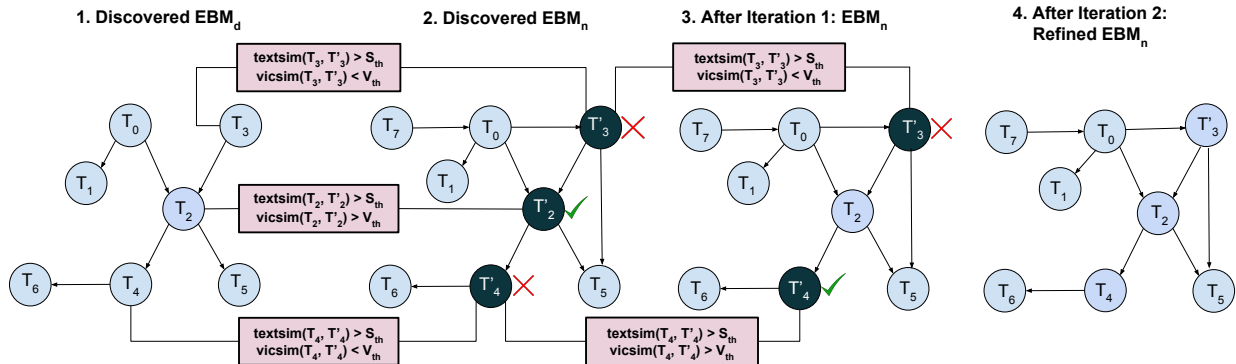 1. Discovered EBM_d
2. Discovered EBM_n
3. After Iteration 1: EBM_n
4. After Iteration 2:
Refined EBM_n
textsim(T_3, T'_3) > S_th
vicsim(T_3, T'_3) < V_th
textsim(T_3, T'_3) > S_th
vicsim(T_3, T'_3) < V_th
T_0
T_3
T_1
T_2
T_6
T_4
T_5
textsim(T_2, T'_2) > S_th
vicsim(T_2, T'_2) > V_th
textsim(T_4, T'_4) > S_th
vicsim(T_4, T'_4) < V_th
T_7
T_0
T'_3
T_1
T'_2
T_6
T'_4
T_5
textsim(T_4, T'_4) > S_th
vicsim(T_4, T'_4) > V_th
T_7
T_0
T'_3
T_1
T_2
T_6
T'_4
T_5
T_7
T_0
T'_3
T_1
T_2
T_6
T_4
T_5